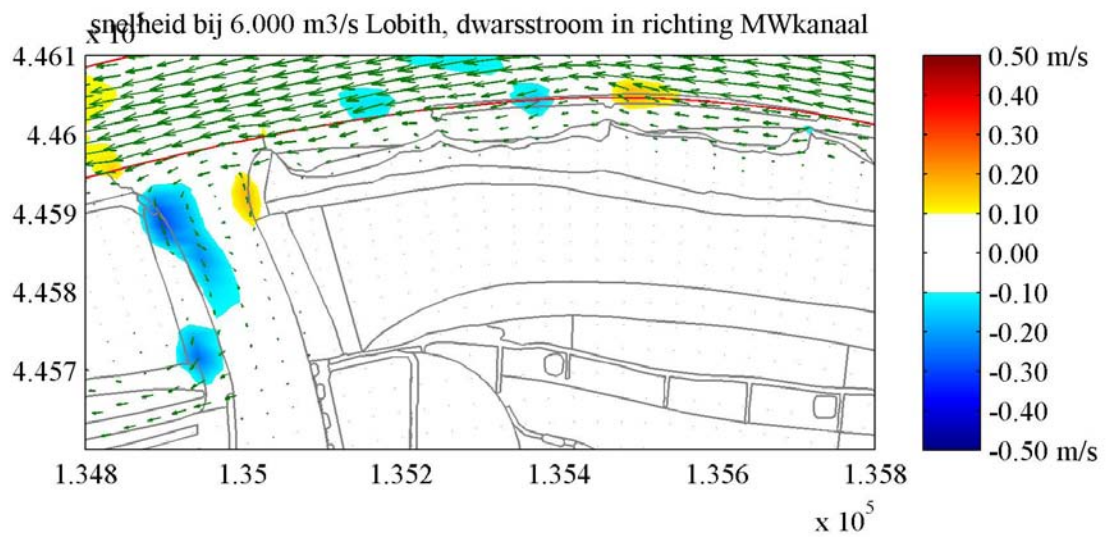 snelheid bij 6.000 m3/s Lobith, dwarsstroom in richting MWkanaal
x 10^5
4.461
4.46
4.459
4.458
4.457
1.348 1.35 1.352 1.354 1.356 1.358
x 10^5
0.50 m/s
0.40
0.30
0.20
0.10
0.00
-0.10
-0.20
-0.30
-0.40
-0.50 m/s